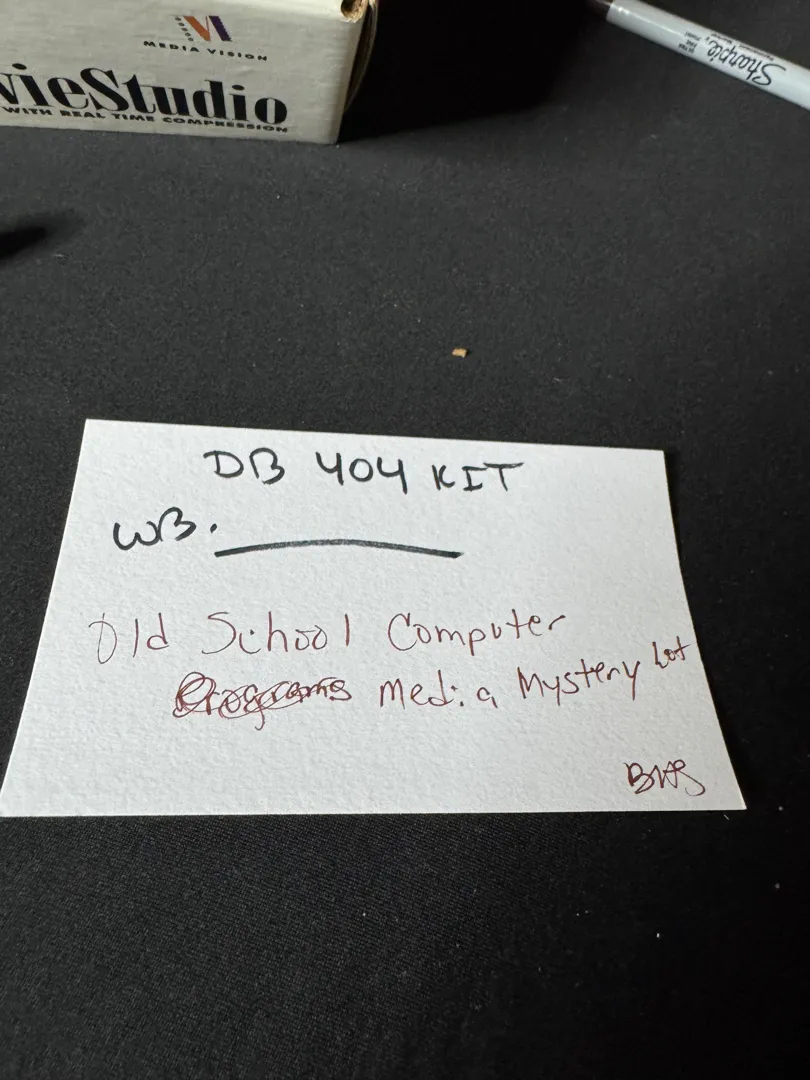 MEDIA VISION
vieStudio
WITH REAL TIME COMPRESSION
Sharpie
DB 404 KIT
WB.
Old School Computer
Programs Media Mystery Lot